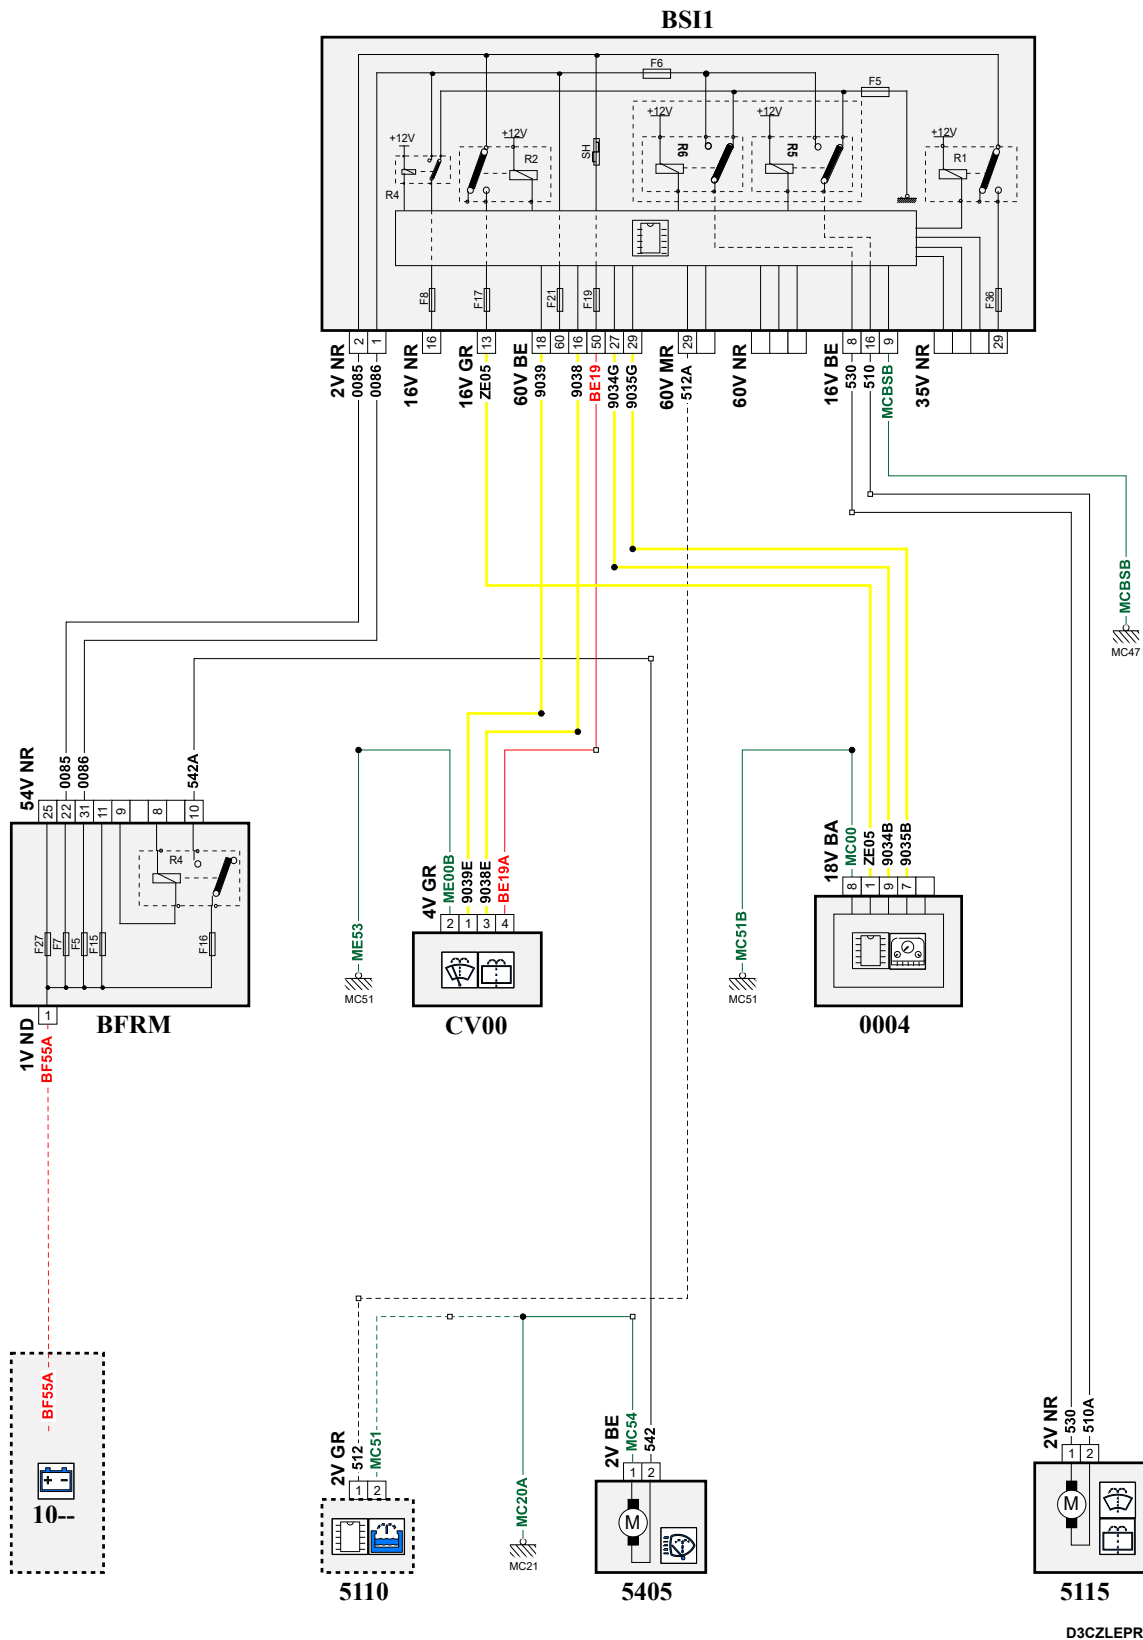 BSI1
F6
F5
+12V
+12V
+12V
+12V
+12V
R4
R2
SH
R6
R5
R1
F8
F17
F21
F19
F36
2
1
16
13
18
60
16
50
27
29
29
8
16
9
29
2V NR
0085
0086
16V NR
16V GR
ZE05
60V BE
9039
9038
BE19
9034G
9035G
60V MR
512A
60V NR
16V BE
530
510
MCBSB
35V NR
MCBSB
MC47
54V NR
0085
0086
542A
25
22
31
11
9
8
10
R4
F27
F7
F5
F15
F16
1
1V ND
BF55A
BFRM
ME53
MC51
4V GR
ME00B
9039E
9038E
BE19A
2
1
3
4
CV00
MC51B
MC51
18V BA
MC00
ZE05
9034B
9035B
8
1
9
7
0004
BF55A
+ -
10--
2V GR
512
MC51
1
2
5110
MC20A
MC21
2V BE
MC54
542
1
2
M
5405
2V NR
530
510A
1
2
M
5115
D3CZLEPR